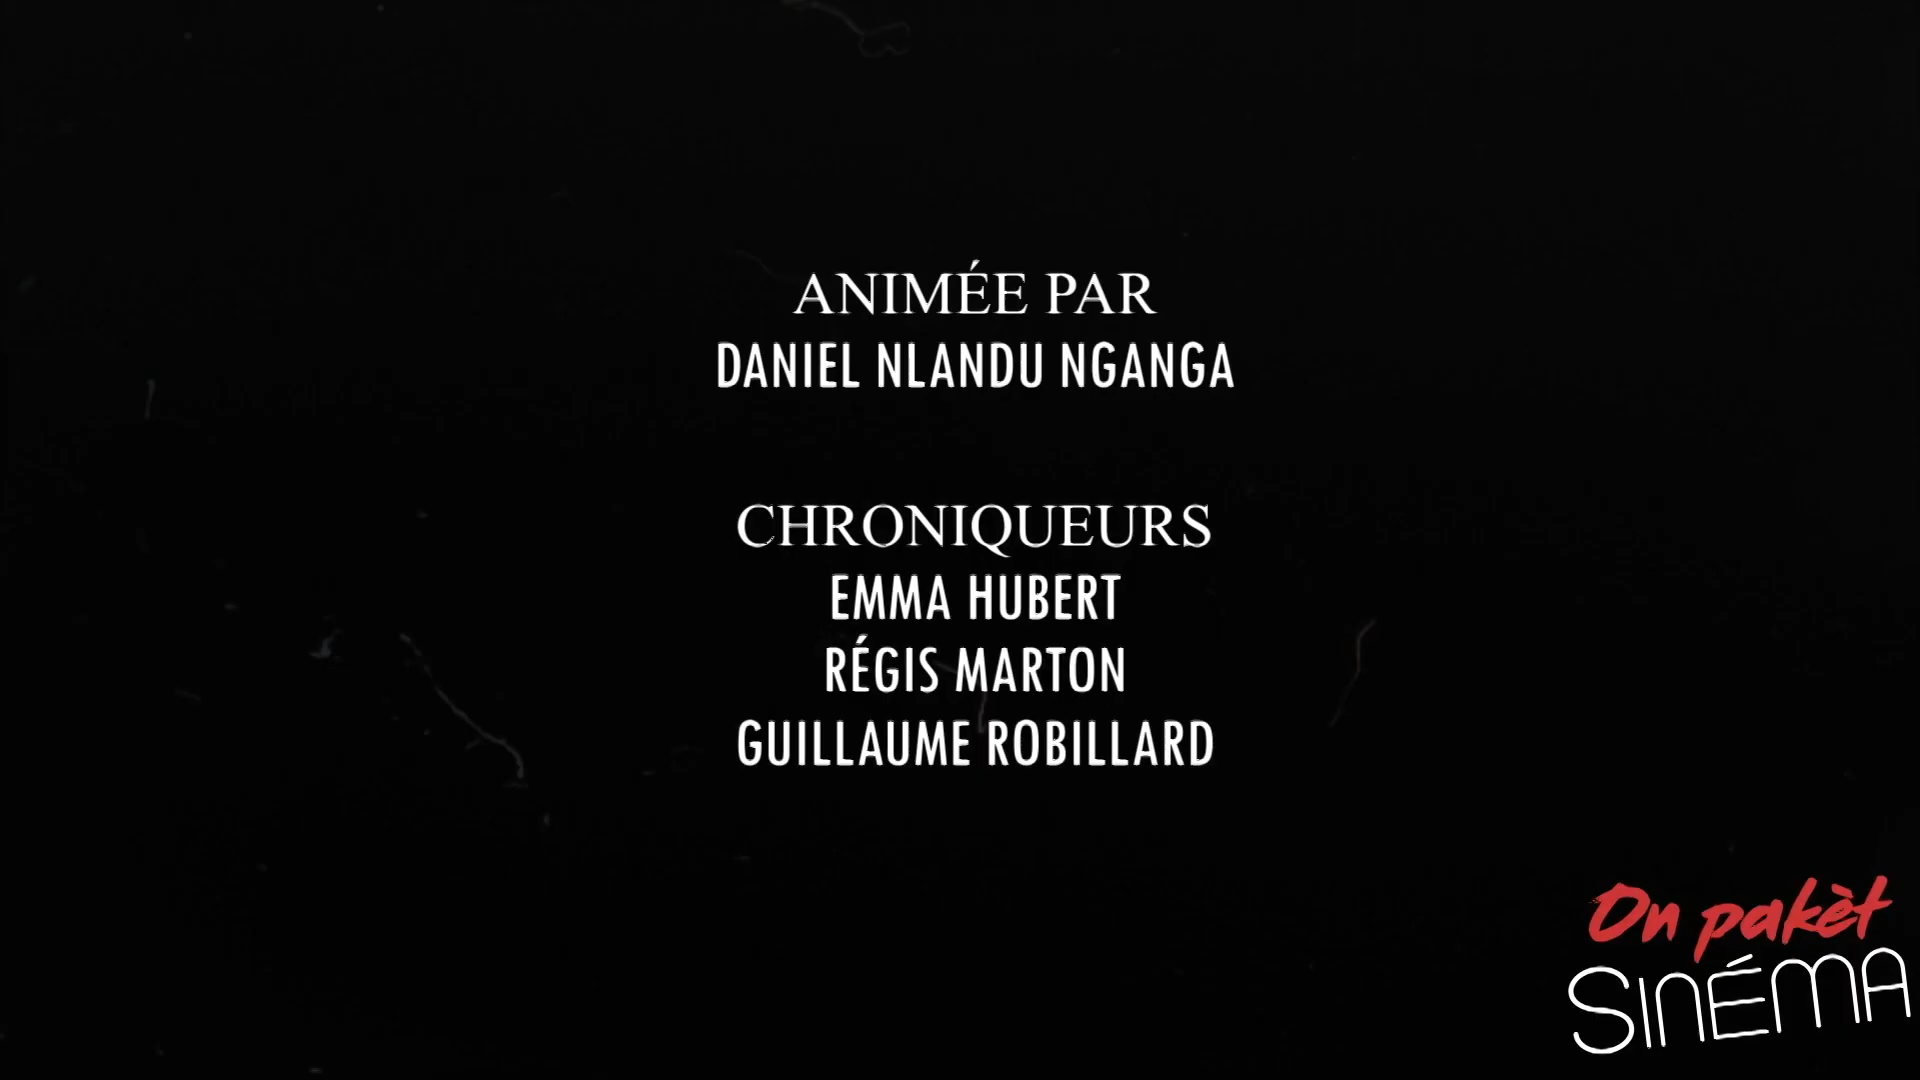 ANIMÉE PAR
DANIEL NLANDU NGANGA
CHRONIQUEURS
EMMA HUBERT
RÉGIS MARTON
GUILLAUME ROBILLARD
On pakèt
SINÉMA